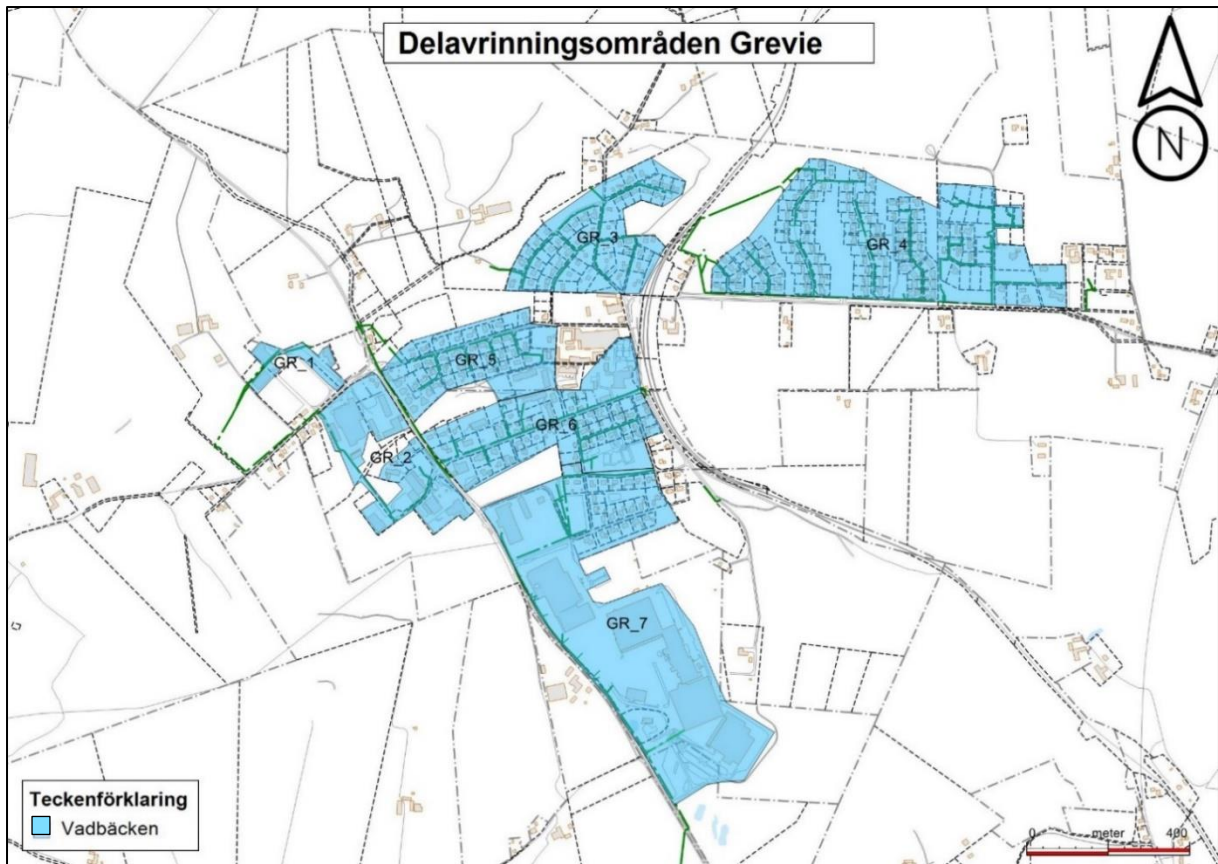 Delavrinningsområden Grevie
N
GR_3
GR_4
GR_1
GR_5
GR_6
GR_2
GR_7
G
Teckenförklaring
Vadbäcken
0 meter 400